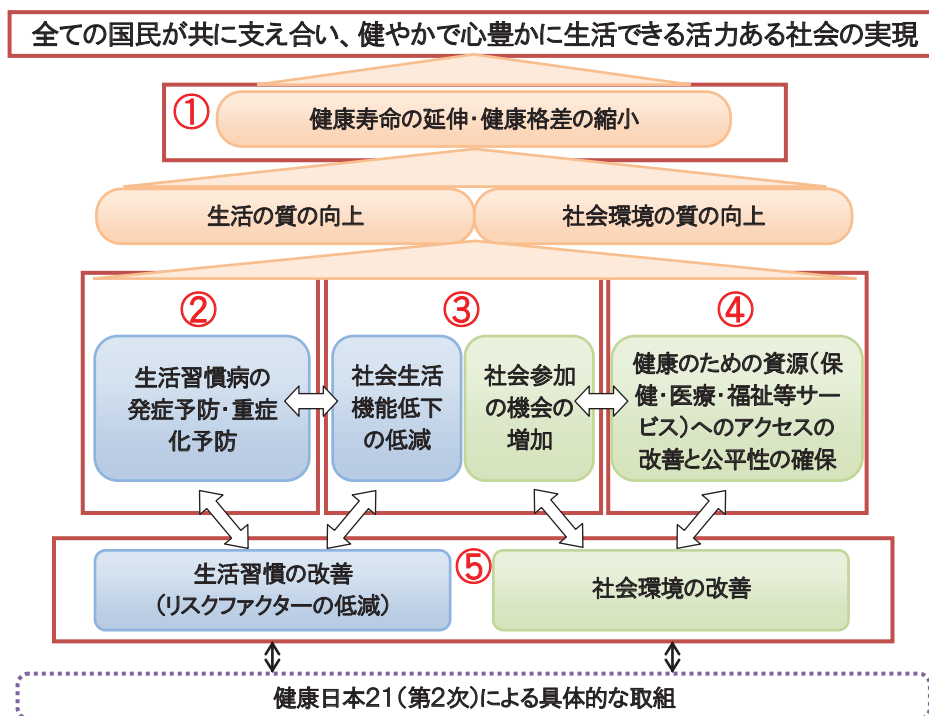 全ての国民が共に支え合い、健やかで心豊かに生活できる活力ある社会の実現
①
健康寿命の延伸・健康格差の縮小
生活の質の向上
社会環境の質の向上
②
生活習慣病の
発症予防・重症
化予防
③
社会生活
機能低下
の低減
社会参加
の機会の
増加
④
健康のための資源（保
健・医療・福祉等サー
ビス）へのアクセスの
改善と公平性の確保
⑤
生活習慣の改善
（リスクファクターの低減）
社会環境の改善
健康日本２１（第２次）による具体的な取組